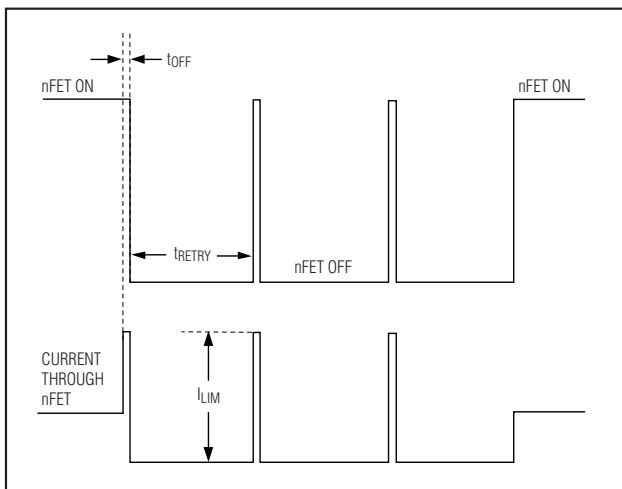 tOFF
nFET ON
nFET ON
tRETRY
nFET OFF
CURRENT
THROUGH
nFET
ILIM